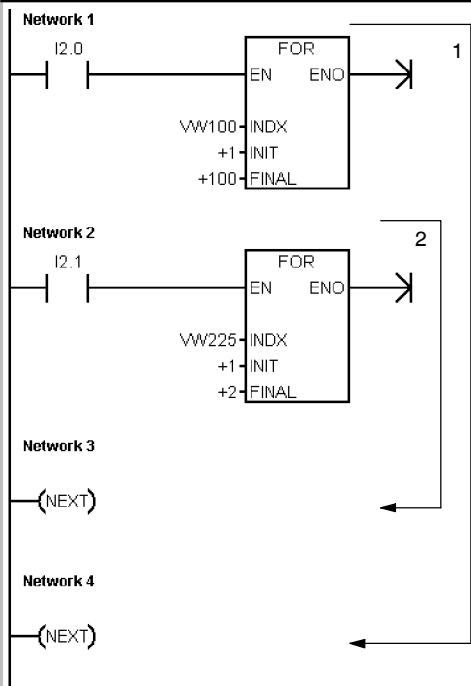 Network 1
1
I2.0
FOR
EN ENO
VW100 INDX
+1 INIT
+100 FINAL
Network 2
2
I2.1
FOR
EN ENO
VW225 INDX
+1 INIT
+2 FINAL
Network 3
(NEXT)
Network 4
(NEXT)